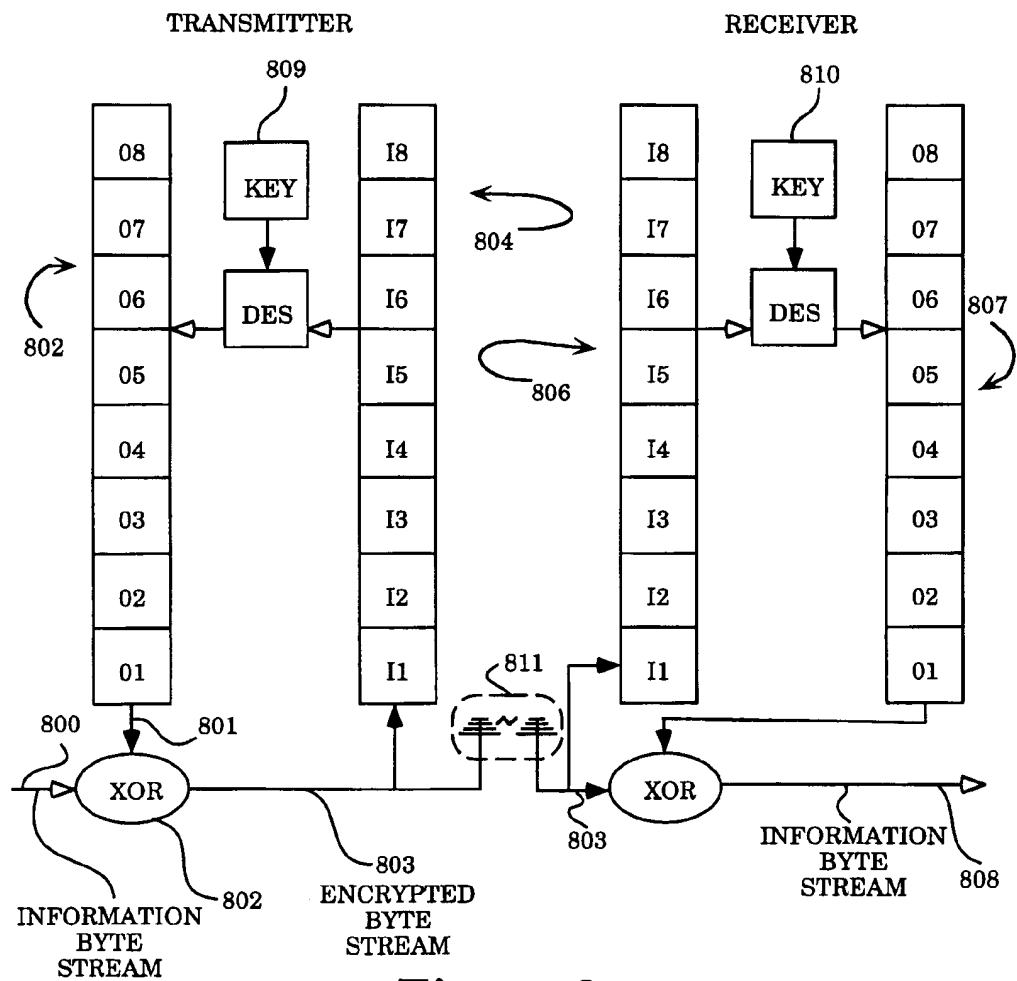 TRANSMITTER
RECEIVER
809
810
08
07
06
05
04
03
02
01
KEY
DES
I8
I7
I6
I5
I4
I3
I2
I1
802
804
806
I8
I7
I6
I5
I4
I3
I2
I1
KEY
DES
08
07
06
05
04
03
02
01
807
811
800
801
XOR
802
803
803
XOR
808
INFORMATION
BYTE
STREAM
ENCRYPTED
BYTE
STREAM
INFORMATION
BYTE
STREAM